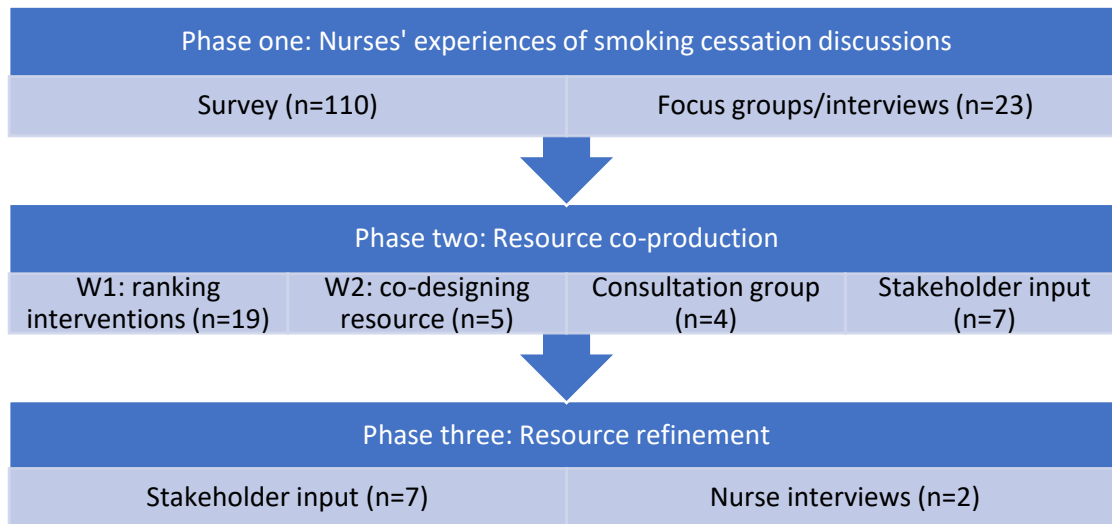 Phase one: Nurses' experiences of smoking cessation discussions
Survey (n=110)
Focus groups/interviews (n=23)
Phase two: Resource co-production
W1: ranking
interventions (n=19)
W2: co-designing
resource (n=5)
Consultation group
(n=4)
Stakeholder input
(n=7)
Phase three: Resource refinement
Stakeholder input (n=7)
Nurse interviews (n=2)